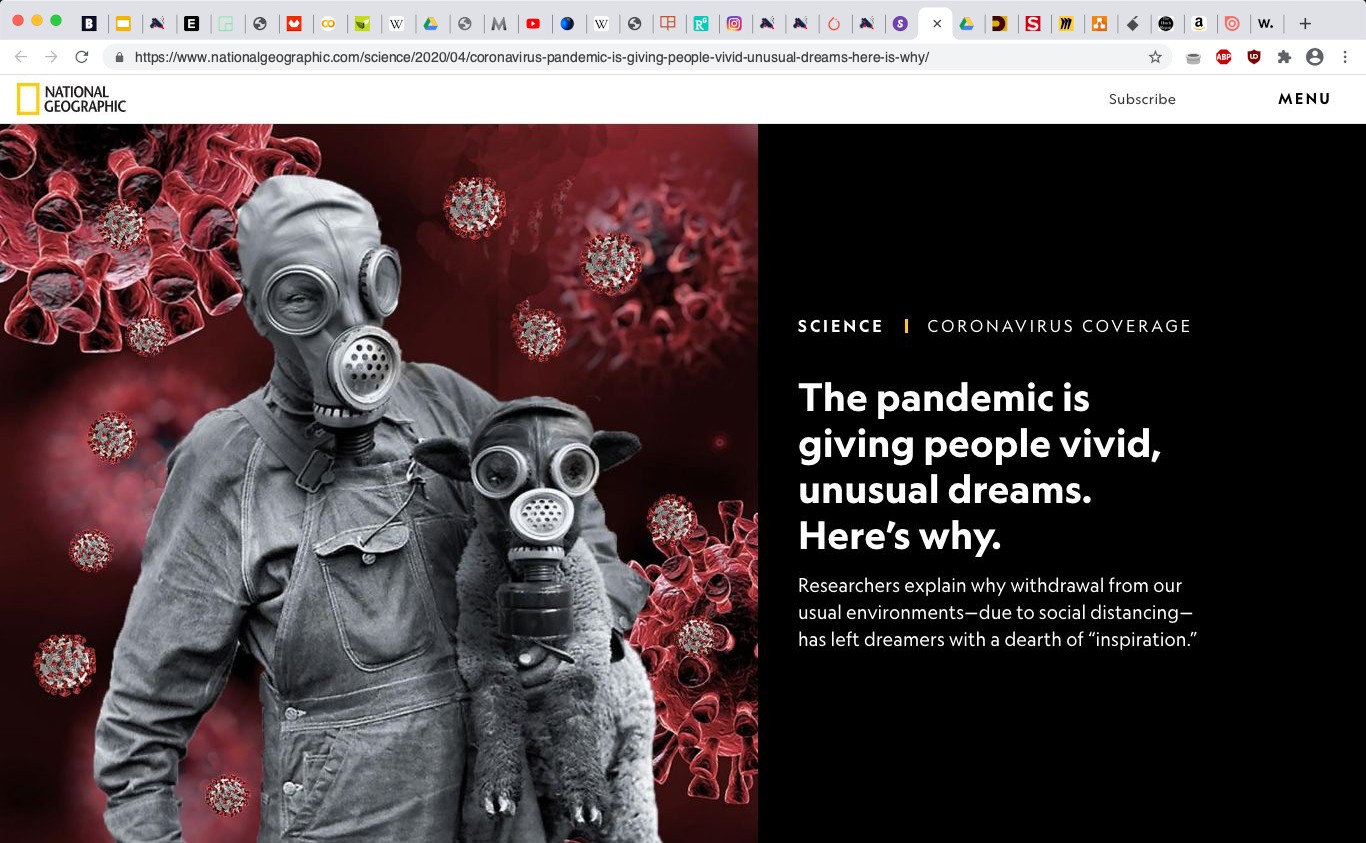 https://www.nationalgeographic.com/science/2020/04/coronavirus-pandemic-is-giving-people-vivid-unusual-dreams-here-is-why/
ABP
NATIONAL
GEOGRAPHIC
Subscribe
MENU
SCIENCE | CORONAVIRUS COVERAGE
The pandemic is
giving people vivid,
unusual dreams.
Here’s why.
Researchers explain why withdrawal from our
usual environments—due to social distancing—
has left dreamers with a dearth of “inspiration.”